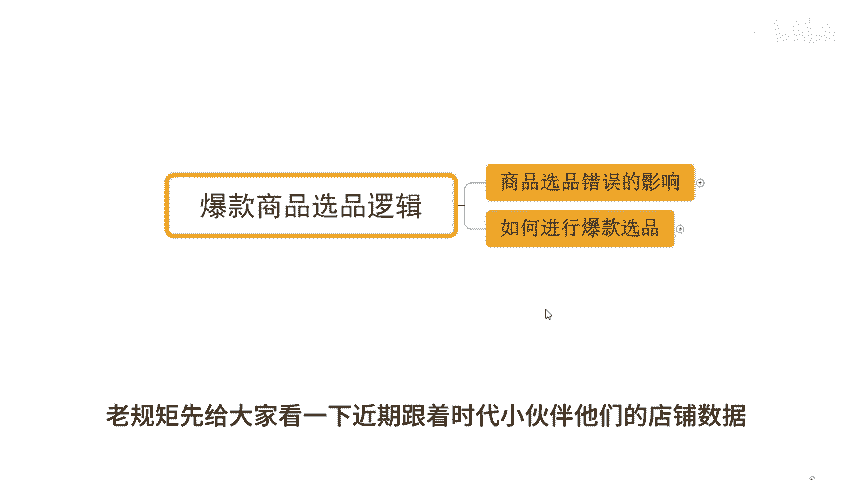 商品选品错误的影响
爆款商品选品逻辑
如何进行爆款选品
老规矩先给大家看一下近期跟着时代小伙伴他们的店铺数据